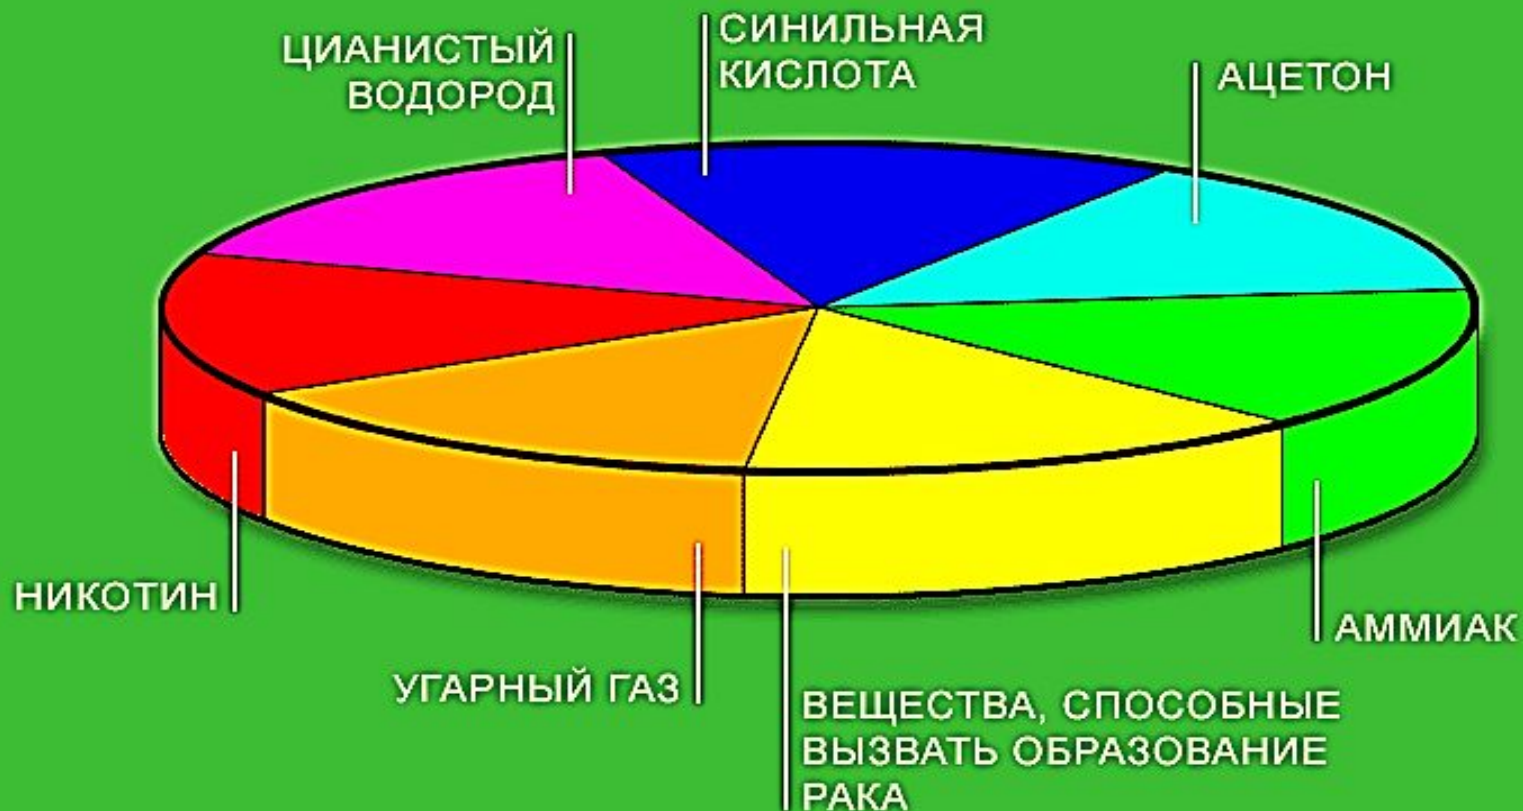 ЦИАНИСТЫЙ
ВОДОРОД
СИНИЛЬНАЯ
КИСЛОТА
АЦЕТОН
НИКОТИН
АММИАК
УГАРНЫЙ ГАЗ
ВЕЩЕСТВА, СПОСОБНЫЕ
ВЫЗВАТЬ ОБРАЗОВАНИЕ
РАКА